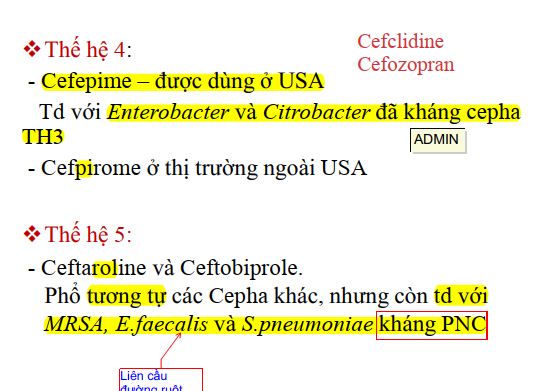 ❖ Thế hệ 4:
Cefclidine
Cefozopran
- Cefepime – được dùng ở USA
Td với Enterobacter và Citrobacter đã kháng cepha
TH3
ADMIN
- Cefpirome ở thị trường ngoài USA
❖ Thế hệ 5:
- Ceftaroline và Ceftobiprole.
Phổ tương tự các Cepha khác, nhưng còn td với
MRSA, E.faecalis và S.pneumoniae kháng PNC
Liên cầu
đường ruột